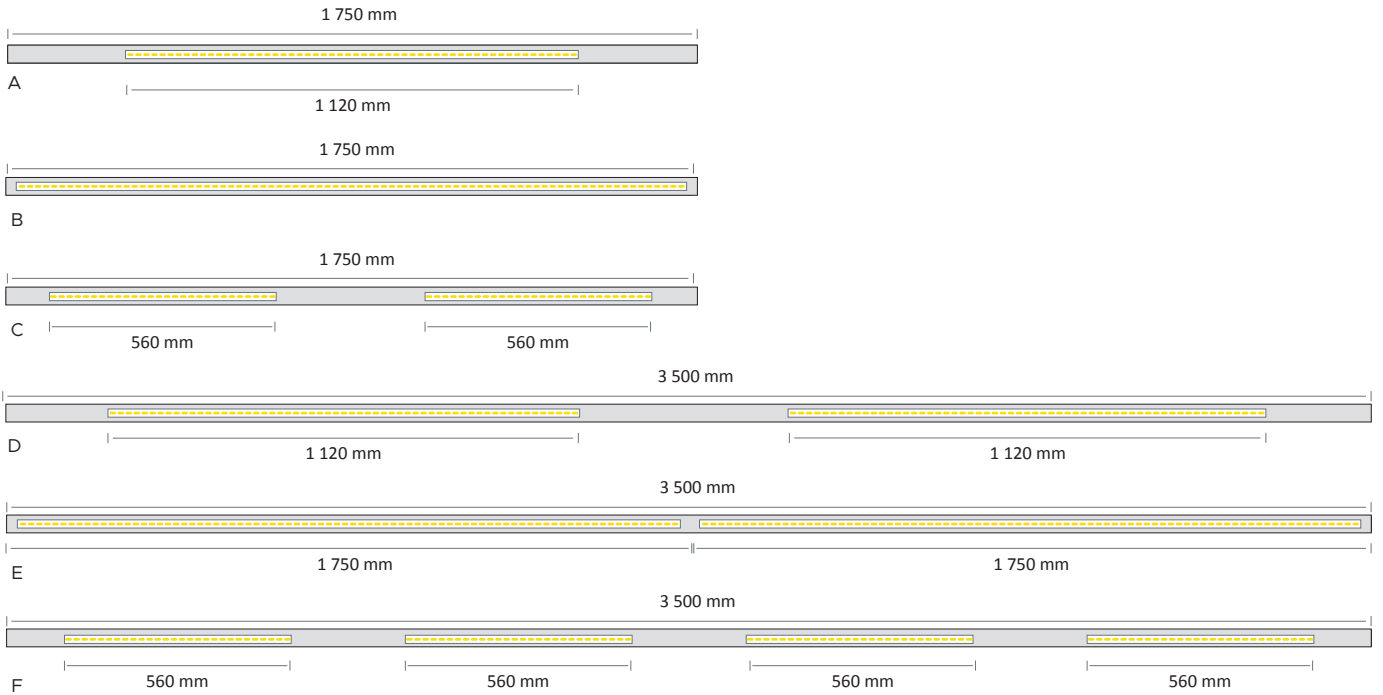 1 750 mm
A
1 120 mm
1 750 mm
B
1 750 mm
C
560 mm 560 mm
3 500 mm
D
1 120 mm 1 120 mm
3 500 mm
E
1 750 mm 1 750 mm
3 500 mm
F
560 mm 560 mm 560 mm 560 mm